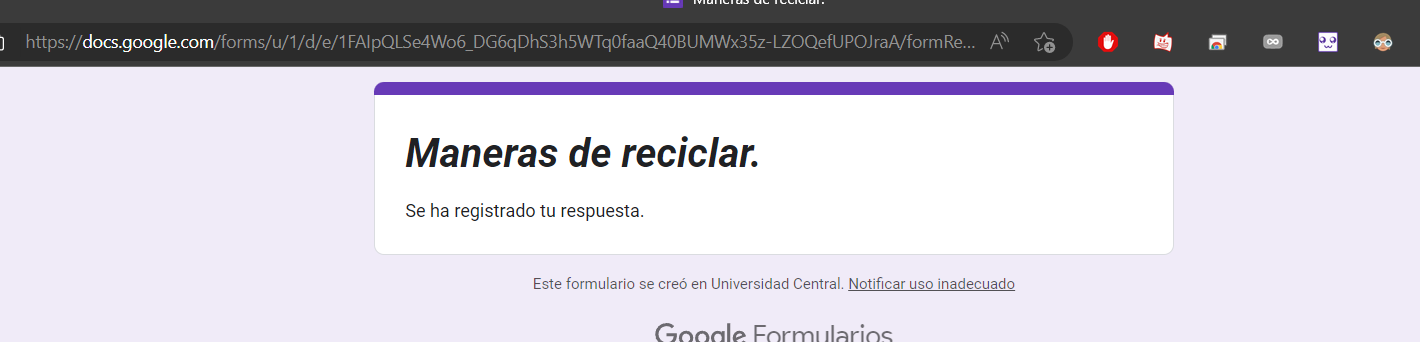 Maneras de reciclar.
https://docs.google.com/forms/u/1/d/e/1FAIpQLSe4Wo6_DG6qDhS3h5WTq0faaQ40BUMWx35z-LZOQefUPOJraA/formRe...
Maneras de reciclar.
Se ha registrado tu respuesta.
Este formulario se creó en Universidad Central. Notificar uso inadecuado
Google Formularios